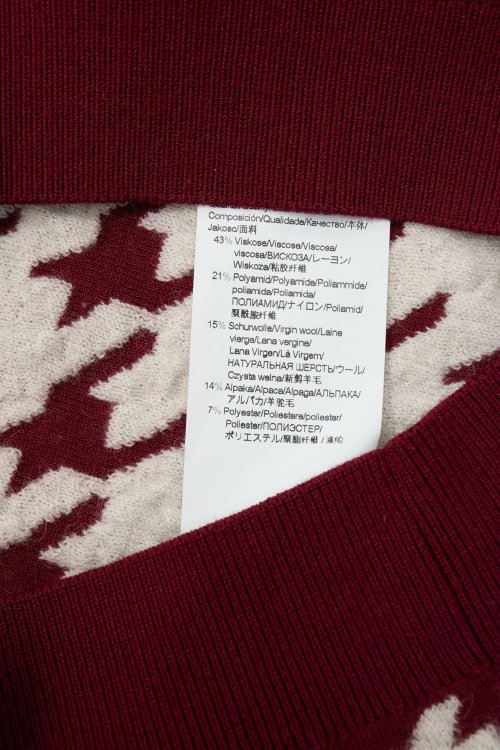 Composición/Qualidade/Качество/本体/
Jakosc/面料
43% Viskose/Viscose/Viscosa/
viscosa/ВИСКОЗА/レーヨン/
Wiskoza/粘胶纤维
21% Polyamid/Polyamide/Poliammide/
poliamida/Poliamida/
ПОЛИАМИД/ナイロン/Poliamid/
聚酰胺纤维
15% Schurwolle/Virgin wool/Laine
vierge/Lana vergine/
Lana Virgen/Lã Virgem/
НАТУРАЛЬНАЯ ШЕРСТЬ/ウール/
Czysta welna/新剪羊毛
14% Alpaka/Alpaca/Alpaga/АЛЬПАКА/
アルパカ/羊驼毛
7% Polyester/Poliestere/poliester/
Poliester/ПОЛИЭСТЕР/
ポリエステル/聚酯纤维 / 涤纶